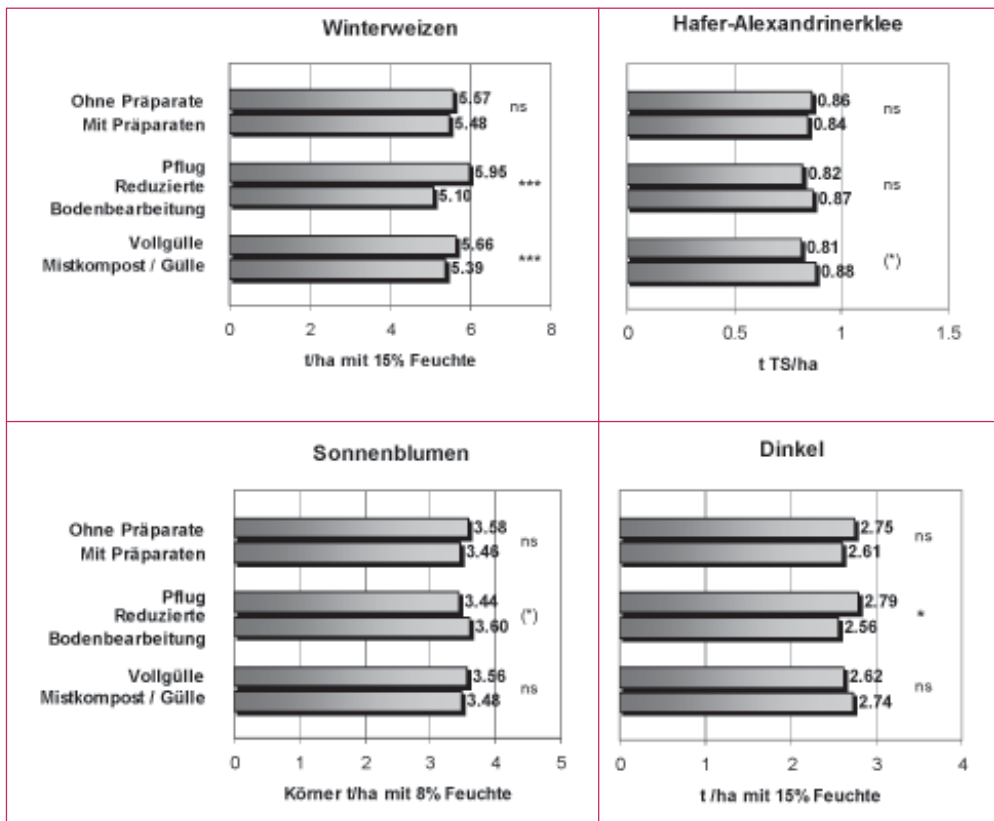 Winterweizen
Ohne Präparate
5.57
ns
Mit Präparaten
5.48
Pflug
5.95
Reduzierte
***
Bodenbearbeitung
5.10
Vollgülle
5.66
Mistkompost / Gülle
5.39
***
0 2 4 6 8
t/ha mit 15% Feuchte
Hafer-Alexandrinerklee
0.86
ns
0.84
0.82
ns
0.87
0.81
(*)
0.88
0 0.5 1 1.5
t TS/ha
Sonnenblumen
Ohne Präparate
3.58
ns
Mit Präparaten
3.46
Pflug
3.44
Reduzierte
(*)
Bodenbearbeitung
3.60
Vollgülle
3.56
ns
Mistkompost / Gülle
3.48
0 1 2 3 4 5
Körner t/ha mit 8% Feuchte
Dinkel
2.75
ns
2.61
2.79
*
2.56
2.62
ns
2.74
0 1 2 3 4
t /ha mit 15% Feuchte